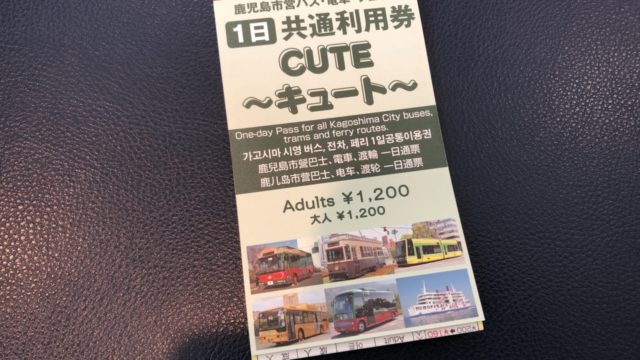 鹿児島市営バス・電車・フェリー
1日 共通利用券
CUTE
～キュート～
One-day Pass for all Kagoshima City buses,
trams and ferry routes.
가고시마 시영 버스, 전차, 페리 1일공통이용권
鹿兒島市營巴士、電車、渡輪 一日通票
鹿儿岛市营巴士、电车、渡轮 一日通票
Adults ¥1,200
大人 ¥1,200